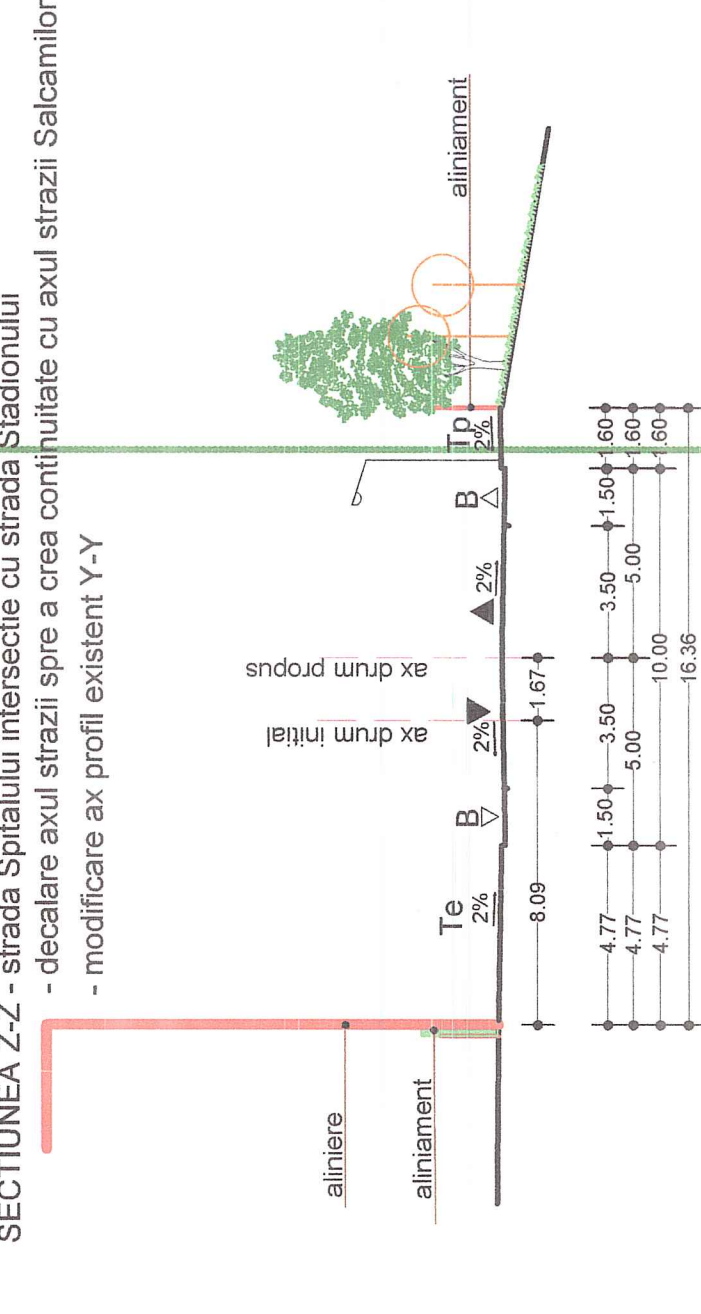 SECTIUNEA Z-Z - strada Spitalului intersectie cu strada Stadionului
- decalare axul strazii spre a crea continuitate cu axul strazii Salcamilor
- modificare ax profil existent Y-Y
aliniere
aliniament
aliniament
ax drum initial
ax drum propus
Te
2%
B
2%
2%
B
Tp
2%
8.09
1.67
4.77
1.50
3.50
3.50
1.50
1.60
4.77
5.00
5.00
1.60
4.77
10.00
1.60
16.36